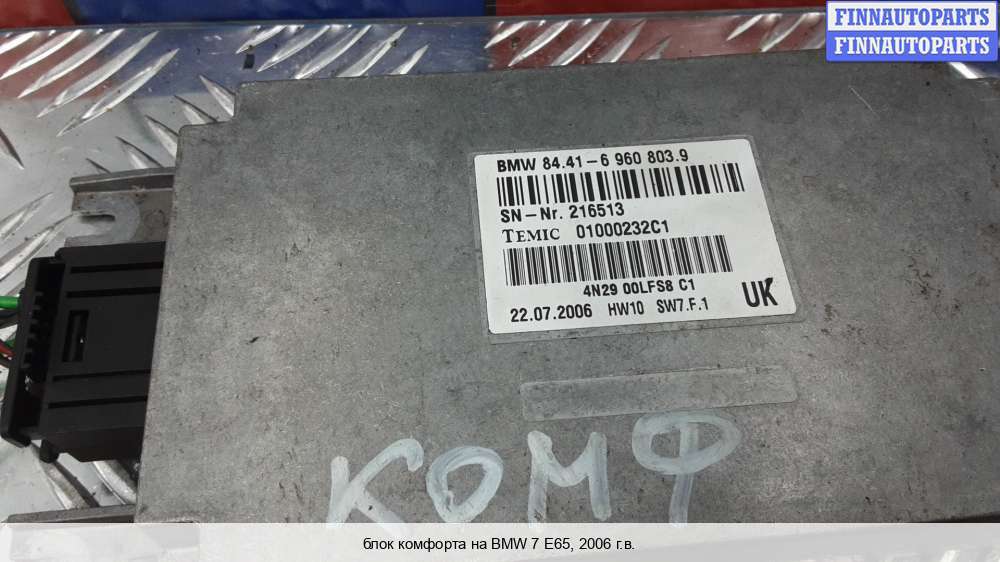 FINNAUTOPARTS
FINNAUTOPARTS
BMW 84.41-6 960 803.9
SN-Nr. 216513
TEMIC 01000232C1
4N29 00LFS8 C1
22.07.2006 HW10 SW7.F.1 UK
КОМФ
блок комфорта на BMW 7 E65, 2006 г.в.